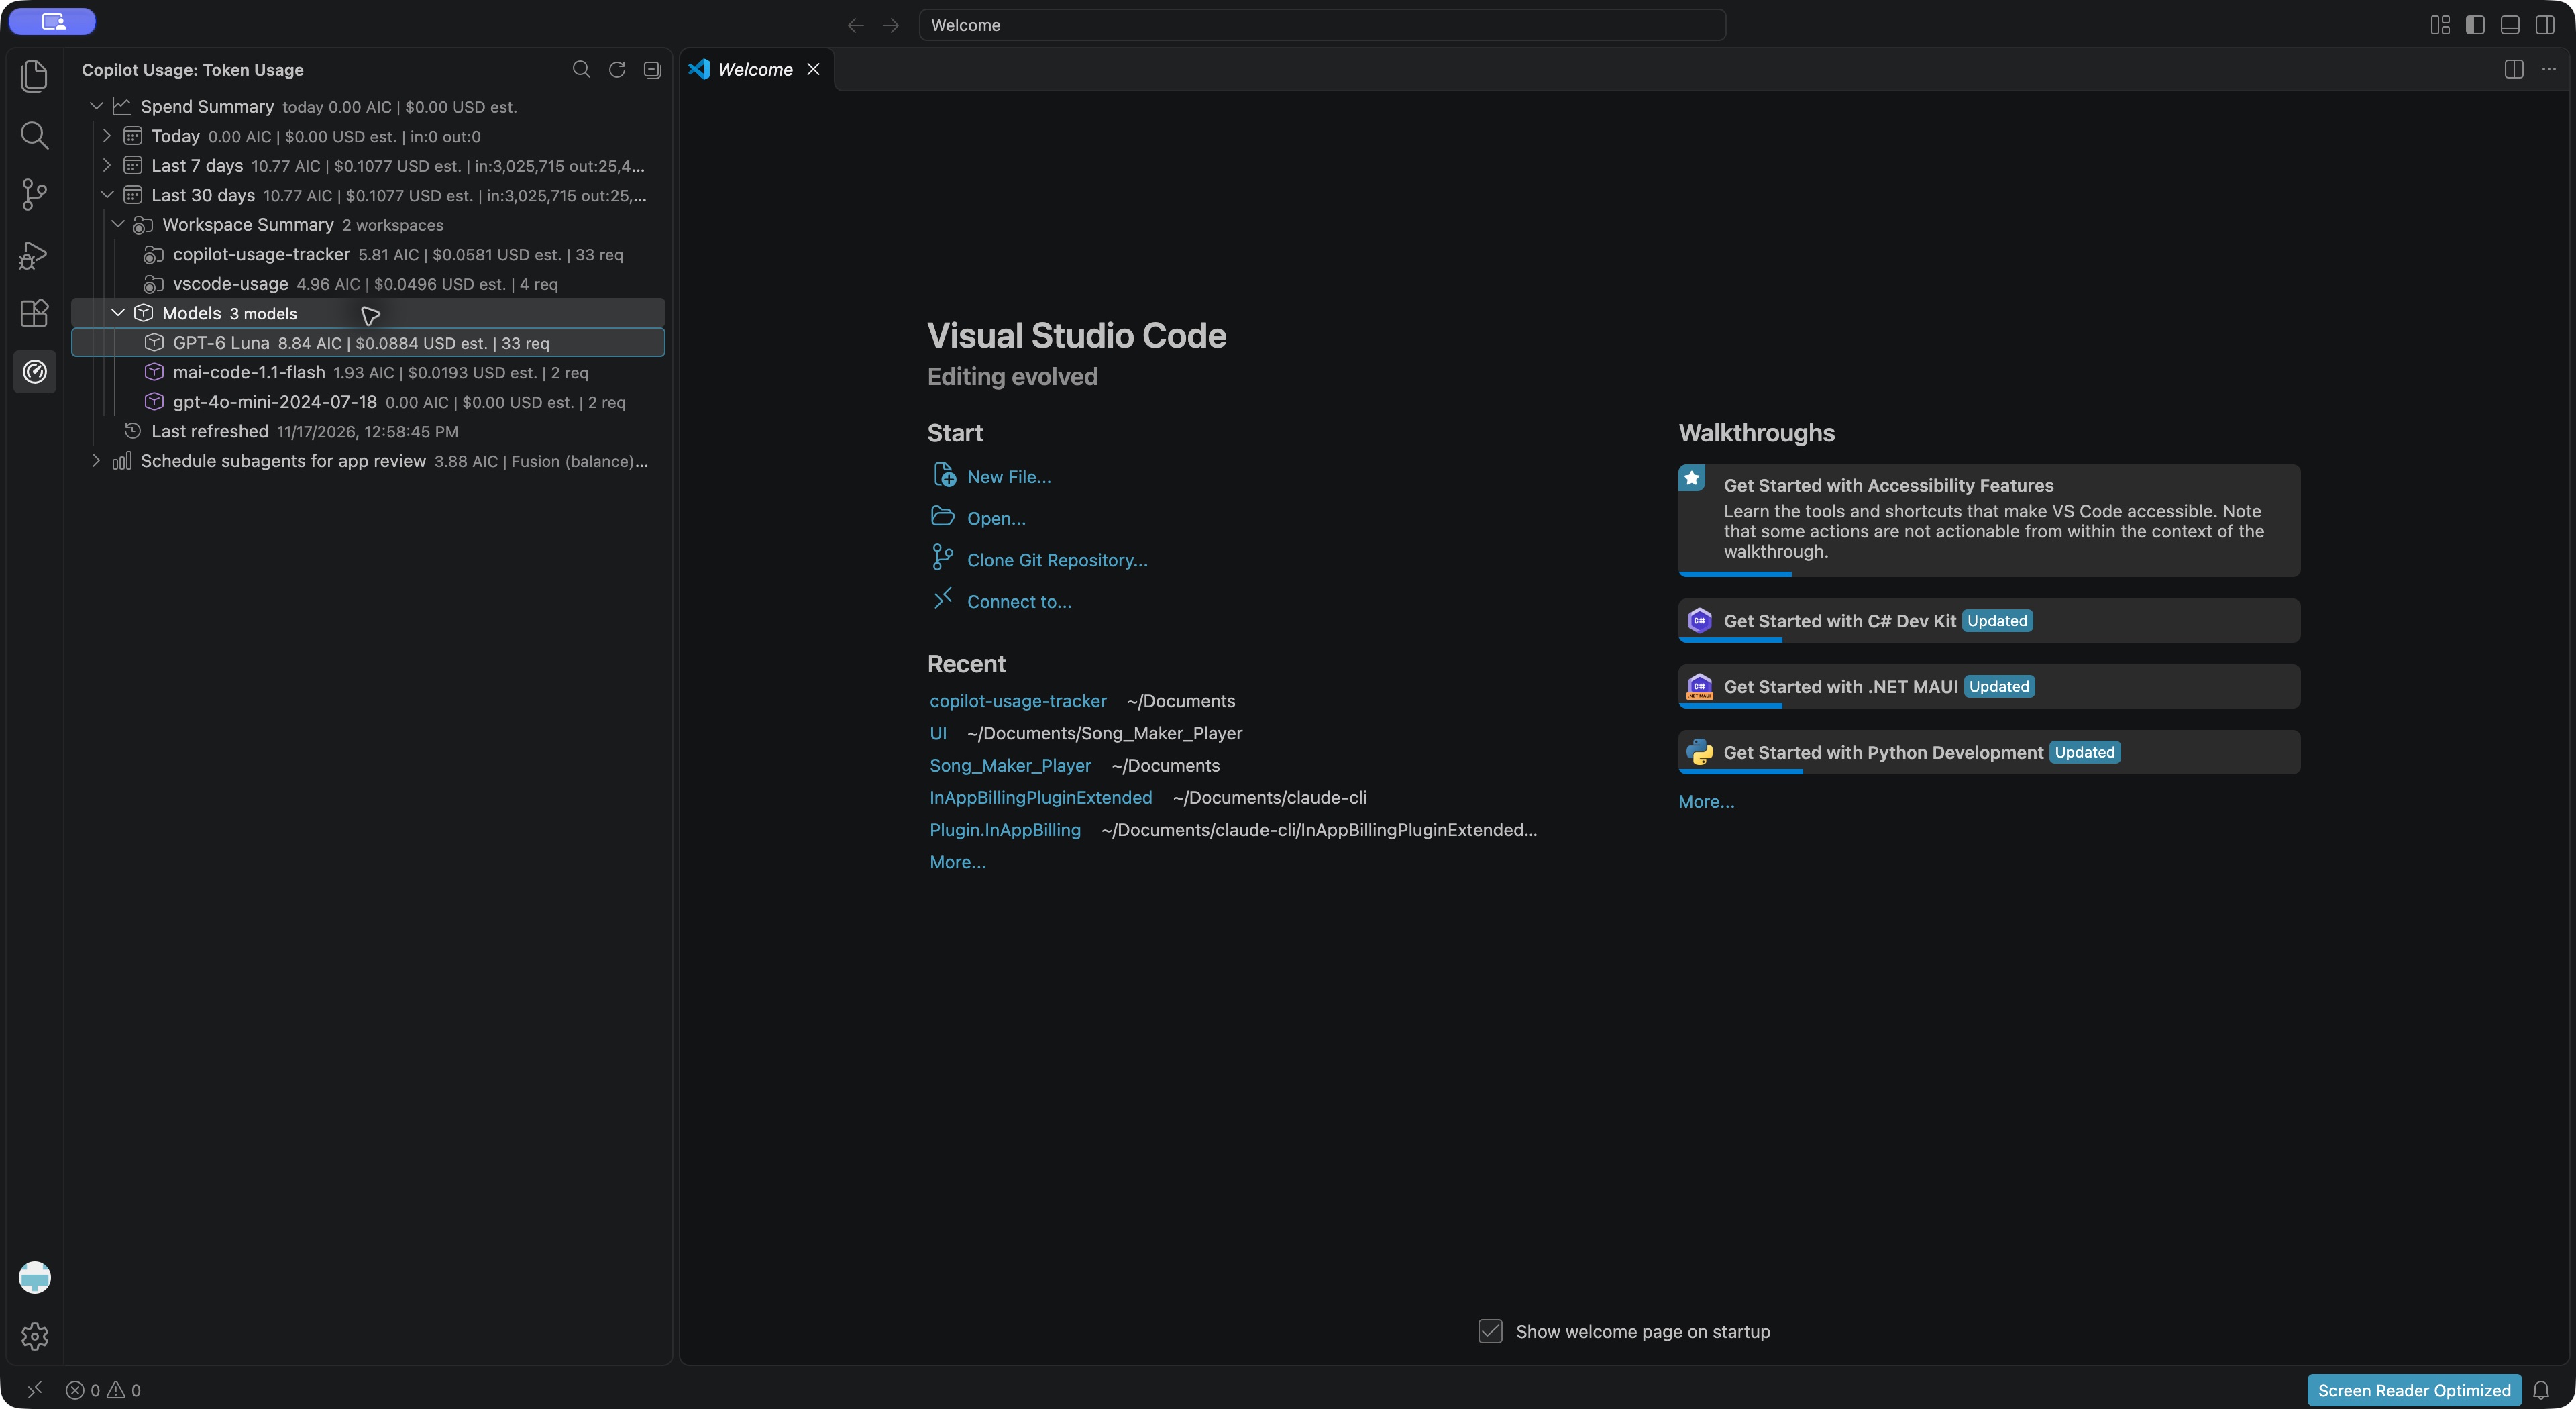 Welcome
Copilot Usage: Token Usage
Spend Summary today 0.00 AIC | $0.00 USD est.
Today 0.00 AIC | $0.00 USD est. | in:0 out:0
Last 7 days 10.77 AIC | $0.1077 USD est. | in:3,025,715 out:25,4...
Last 30 days 10.77 AIC | $0.1077 USD est. | in:3,025,715 out:25,...
Workspace Summary 2 workspaces
copilot-usage-tracker 5.81 AIC | $0.0581 USD est. | 33 req
vscode-usage 4.96 AIC | $0.0496 USD est. | 4 req
Models 3 models
GPT-6 Luna 8.84 AIC | $0.0884 USD est. | 33 req
mai-code-1.1-flash 1.93 AIC | $0.0193 USD est. | 2 req
gpt-4o-mini-2024-07-18 0.00 AIC | $0.00 USD est. | 2 req
Last refreshed 11/17/2026, 12:58:45 PM
Schedule subagents for app review 3.88 AIC | Fusion (balance)...
Welcome
Visual Studio Code
Editing evolved
Start
New File...
Open...
Clone Git Repository...
Connect to...
Recent
copilot-usage-tracker ~/Documents
UI ~/Documents/Song_Maker_Player
Song_Maker_Player ~/Documents
InAppBillingPluginExtended ~/Documents/claude-cli
Plugin.InAppBilling ~/Documents/claude-cli/InAppBillingPluginExtended...
More...
Walkthroughs
Get Started with Accessibility Features
Learn the tools and shortcuts that make VS Code accessible. Note
that some actions are not actionable from within the context of the
walkthrough.
C#
Get Started with C# Dev Kit Updated
C#
.NET MAUI
Get Started with .NET MAUI Updated
Get Started with Python Development Updated
More...
Show welcome page on startup
0 0
Screen Reader Optimized